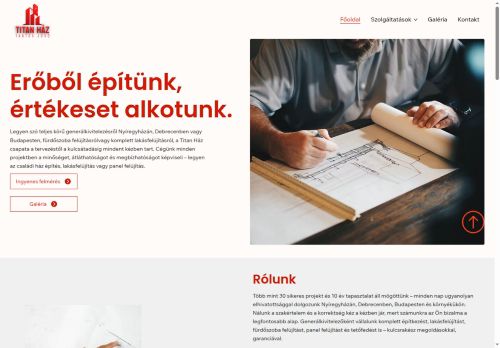 TITAN HÁZ
Főoldal
Szolgáltatások
Galéria
Kontakt
Erőből építünk,
értékeset alkotunk.
Legyen szó teljes körű generálkivitelezésről Nyíregyházán, Debrecenben vagy
Budapesten, fürdőszoba felújításrólvagy komplett lakásfelújításról, a Titan Ház
csapata a tervezéstől a kulcsátadásig mindent kézben tart. Cégünk minden
projektben a minőséget, átláthatóságot és megbízhatóságot képviseli – legyen
az családi ház építés, lakásfelújítás vagy panel felújítás.
Ingyenes felmérés
Galéria
Rólunk
Több mint 30 sikeres projekt és 10 év tapasztalat áll mögöttünk – minden nap ugyanolyan
elhivatottsággal dolgozunk Nyíregyházán, Debrecenben, Budapesten és környékükön.
Nálunk a szakértelem és a korrektség kéz a kézben jár, mert számunkra az Ön bizalma a
legfontosabb alap. Generálkivitelezőként vállalunk komplett építkezést, lakásfelújítást,
fürdőszoba felújítást, panel felújítást és tetőfedést is – kulcsrakész megoldásokkal,
garanciával.